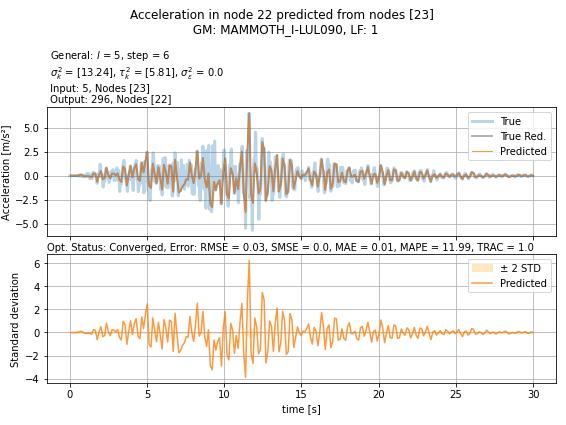 Acceleration in node 22 predicted from nodes [23]
GM: MAMMOTH_I-LUL090, LF: 1
General: l = 5, step = 6
σ²ₖ = [13.24], τ²ₖ = [5.81], σ²ε = 0.0
Input: 5, Nodes [23]
Output: 296, Nodes [22]
Acceleration [m/s²]
5.0
2.5
0.0
−2.5
−5.0
True
True Red.
Predicted
Opt. Status: Converged, Error: RMSE = 0.03, SMSE = 0.0, MAE = 0.01, MAPE = 11.99, TRAC = 1.0
Standard deviation
6
4
2
0
−2
−4
± 2 STD
Predicted
0 5 10 15 20 25 30
time [s]